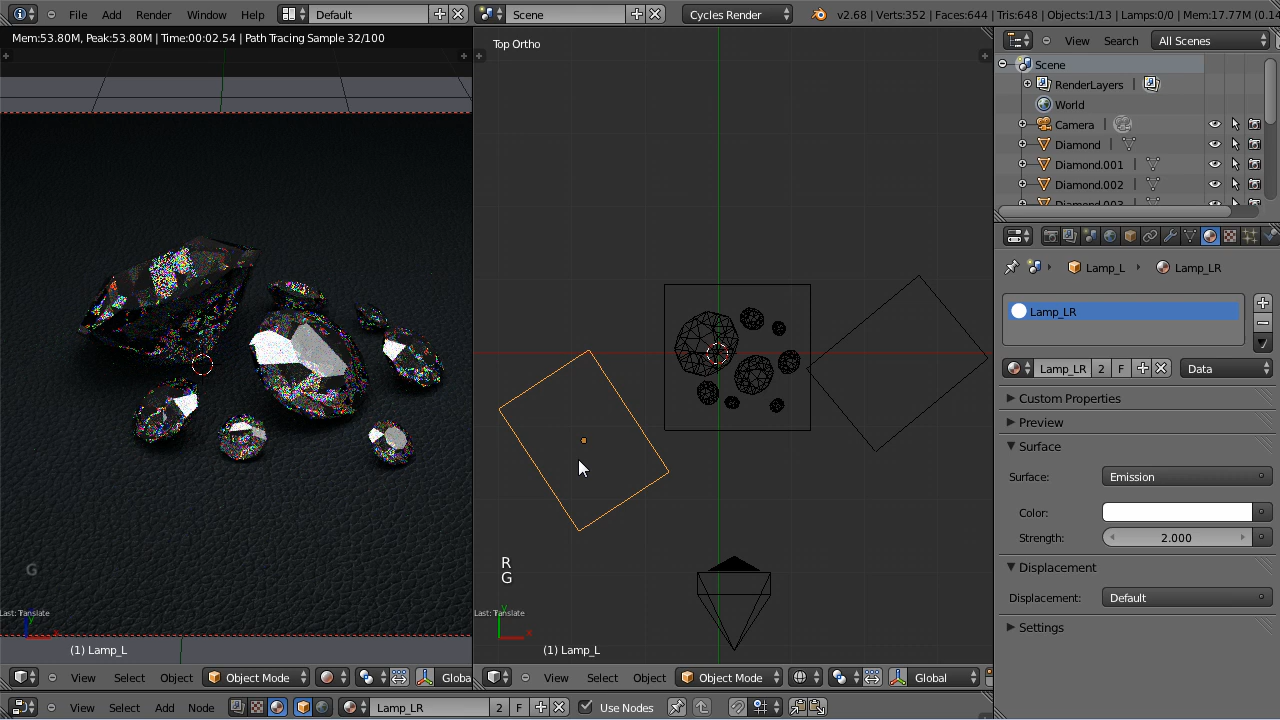 File Add Render Window Help Default Scene Cycles Render v2.68 | Verts:352 | Faces:644 | Tris:648 | Objects:1/13 | Lamps:0/0 | Mem:17.77M (0.14
Mem:53.80M, Peak:53.80M | Time:00:02.54 | Path Tracing Sample 32/100
Top Ortho
View Search All Scenes
Scene
RenderLayers |
World
Camera |
Diamond |
Diamond.001 |
Diamond.002 |
Diamond.003
Lamp_L Lamp_LR
Lamp_LR
Lamp_LR 2 F Data
Custom Properties
Preview
Surface
Surface: Emission
Color:
Strength: 2.000
Displacement
Displacement: Default
Settings
G
R
G
Last: Translate
y
x
(1) Lamp_L
Last: Translate
y
x
(1) Lamp_L
View Select Object Object Mode Globa
View Select Object Object Mode Global
View Select Add Node Lamp_LR 2 F Use Nodes